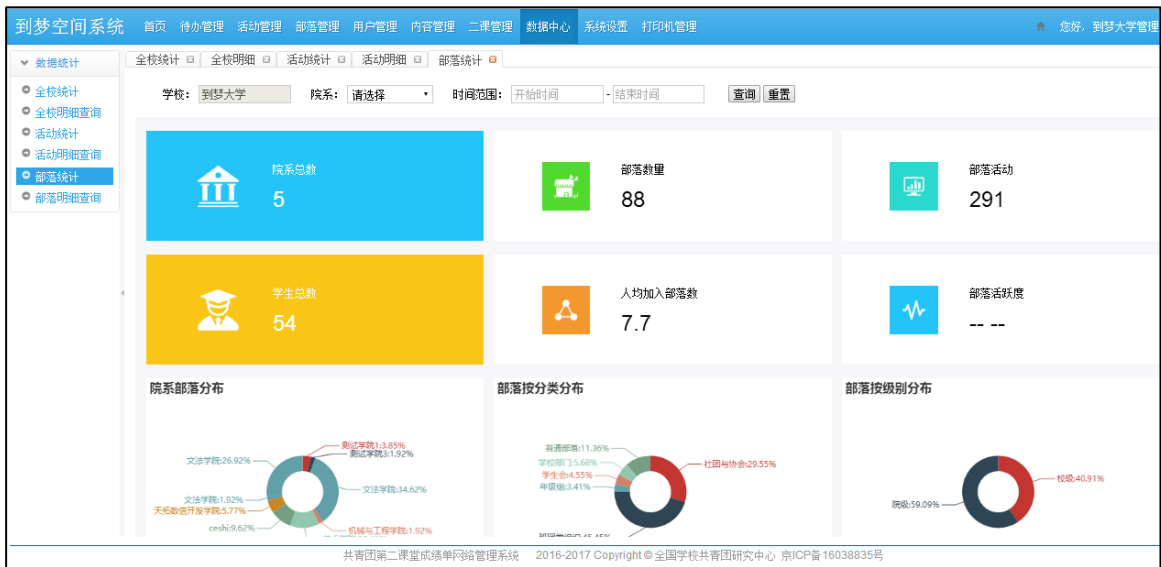 到梦空间系统 首页 待办管理 活动管理 部落管理 用户管理 内容管理 二课管理 数据中心 系统设置 打印机管理 您好, 到梦大学管理
数据统计
全校统计 全校明细 活动统计 活动明细 部落统计
全校统计
全校明细查询
活动统计
活动明细查询
部落统计
部落明细查询
学校: 到梦大学 院系: 请选择 时间范围: 开始时间 - 结束时间 查询 重置
院系总数
5
部落数量
88
部落活动
291
学生总数
54
人均加入部落数
7.7
部落活跃度
-- --
院系部落分布
测试学院1:3.85%
测试学院3:1.92%
文法学院:26.92%
文法学院:34.62%
文法学院:1.92%
天拓数信开发学院:5.77%
ceshi:9.62%
机械与工程学院:1.92%
部落按分类分布
普通部落:11.36%
学校部门:5.68%
学生会:4.55%
年级组:3.41%
社团与协会:29.55%
部落按级别分布
校级:40.91%
院级:59.09%
共青团第二课堂成绩单网络管理系统 2016-2017 Copyright © 全国学校共青团研究中心 京ICP备16038835号